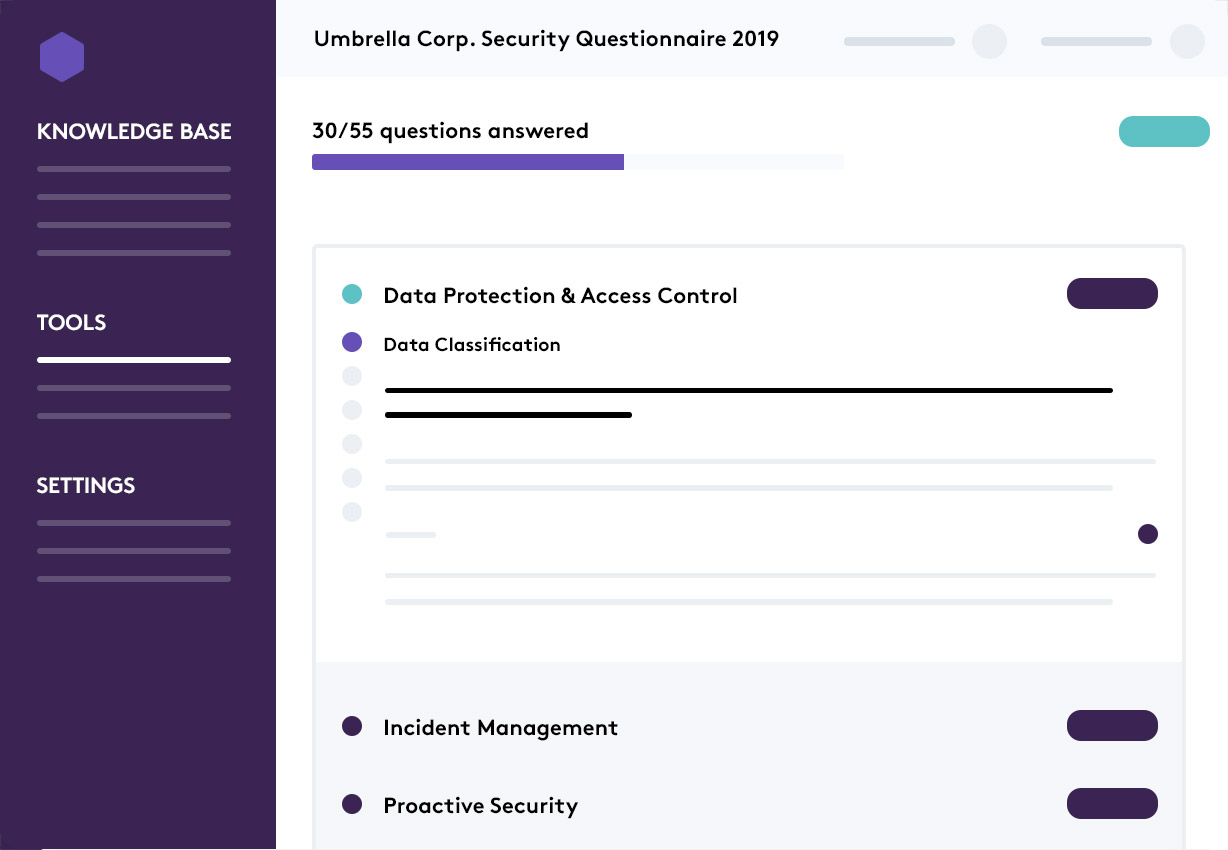 Umbrella Corp. Security Questionnaire 2019
KNOWLEDGE BASE
TOOLS
SETTINGS
30/55 questions answered
Data Protection & Access Control
Data Classification
Incident Management
Proactive Security